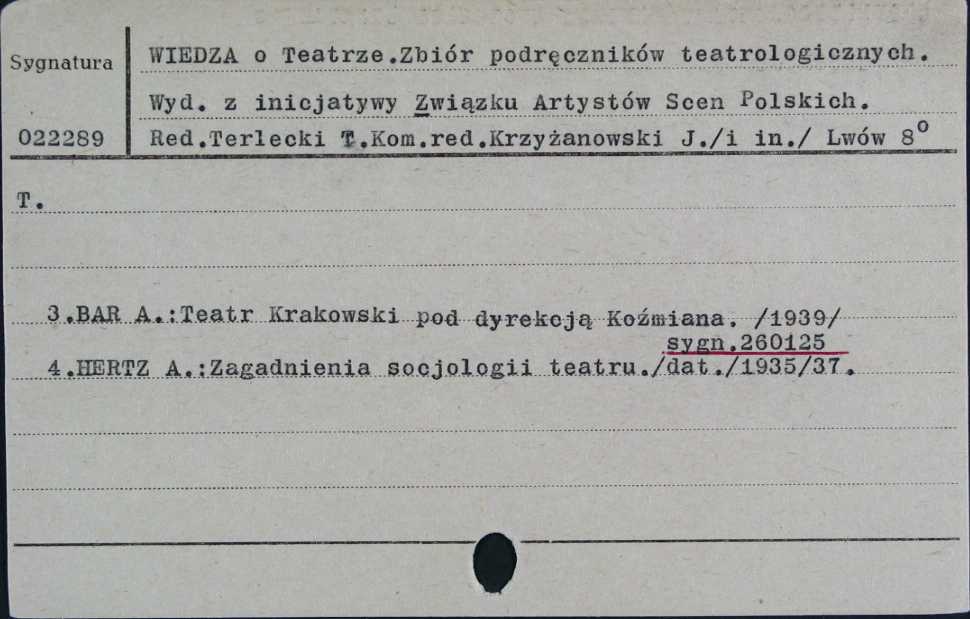 Sygnatura
WIEDZA o Teatrze.Zbiór podręczników teatrologicznych.
Wyd. z inicjatywy Związku Artystów Scen Polskich.
022289
Red.Terlecki T.Kom.red.Krzyżanowski J./i in./ Lwów 8°
T.
3.BAR A.:Teatr Krakowski pod dyrekcją Koźmiana. /1939/
sygn.260125
4.HERTZ A.:Zagadnienia socjologii teatru./dat./1935/37.